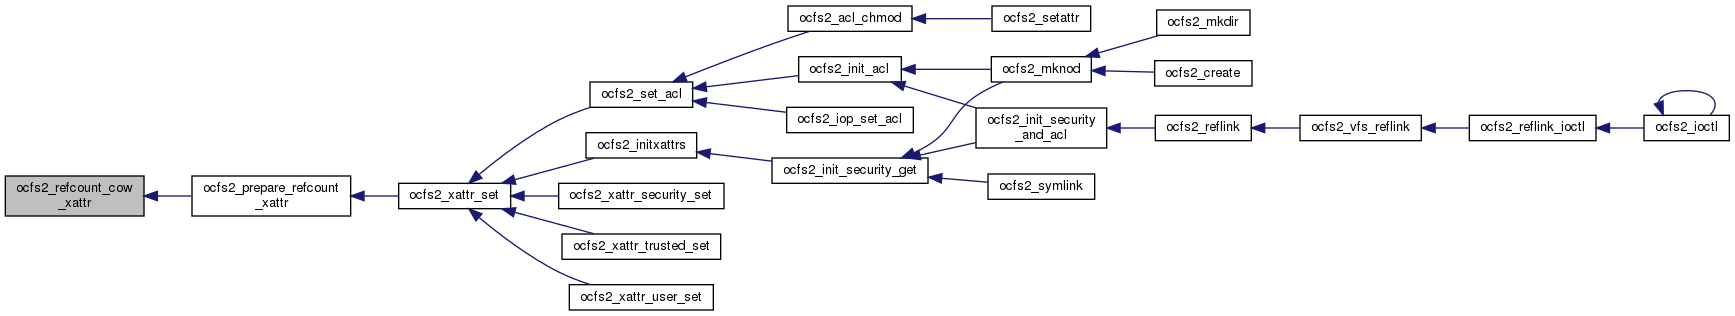 ocfs2_refcount_cow
_xattr
ocfs2_prepare_refcount
_xattr
ocfs2_xattr_set
ocfs2_set_acl
ocfs2_initxattrs
ocfs2_xattr_security_set
ocfs2_xattr_trusted_set
ocfs2_xattr_user_set
ocfs2_acl_chmod
ocfs2_init_acl
ocfs2_iop_set_acl
ocfs2_init_security_get
ocfs2_setattr
ocfs2_mknod
ocfs2_init_security
_and_acl
ocfs2_symlink
ocfs2_mkdir
ocfs2_create
ocfs2_reflink
ocfs2_vfs_reflink
ocfs2_reflink_ioctl
ocfs2_ioctl